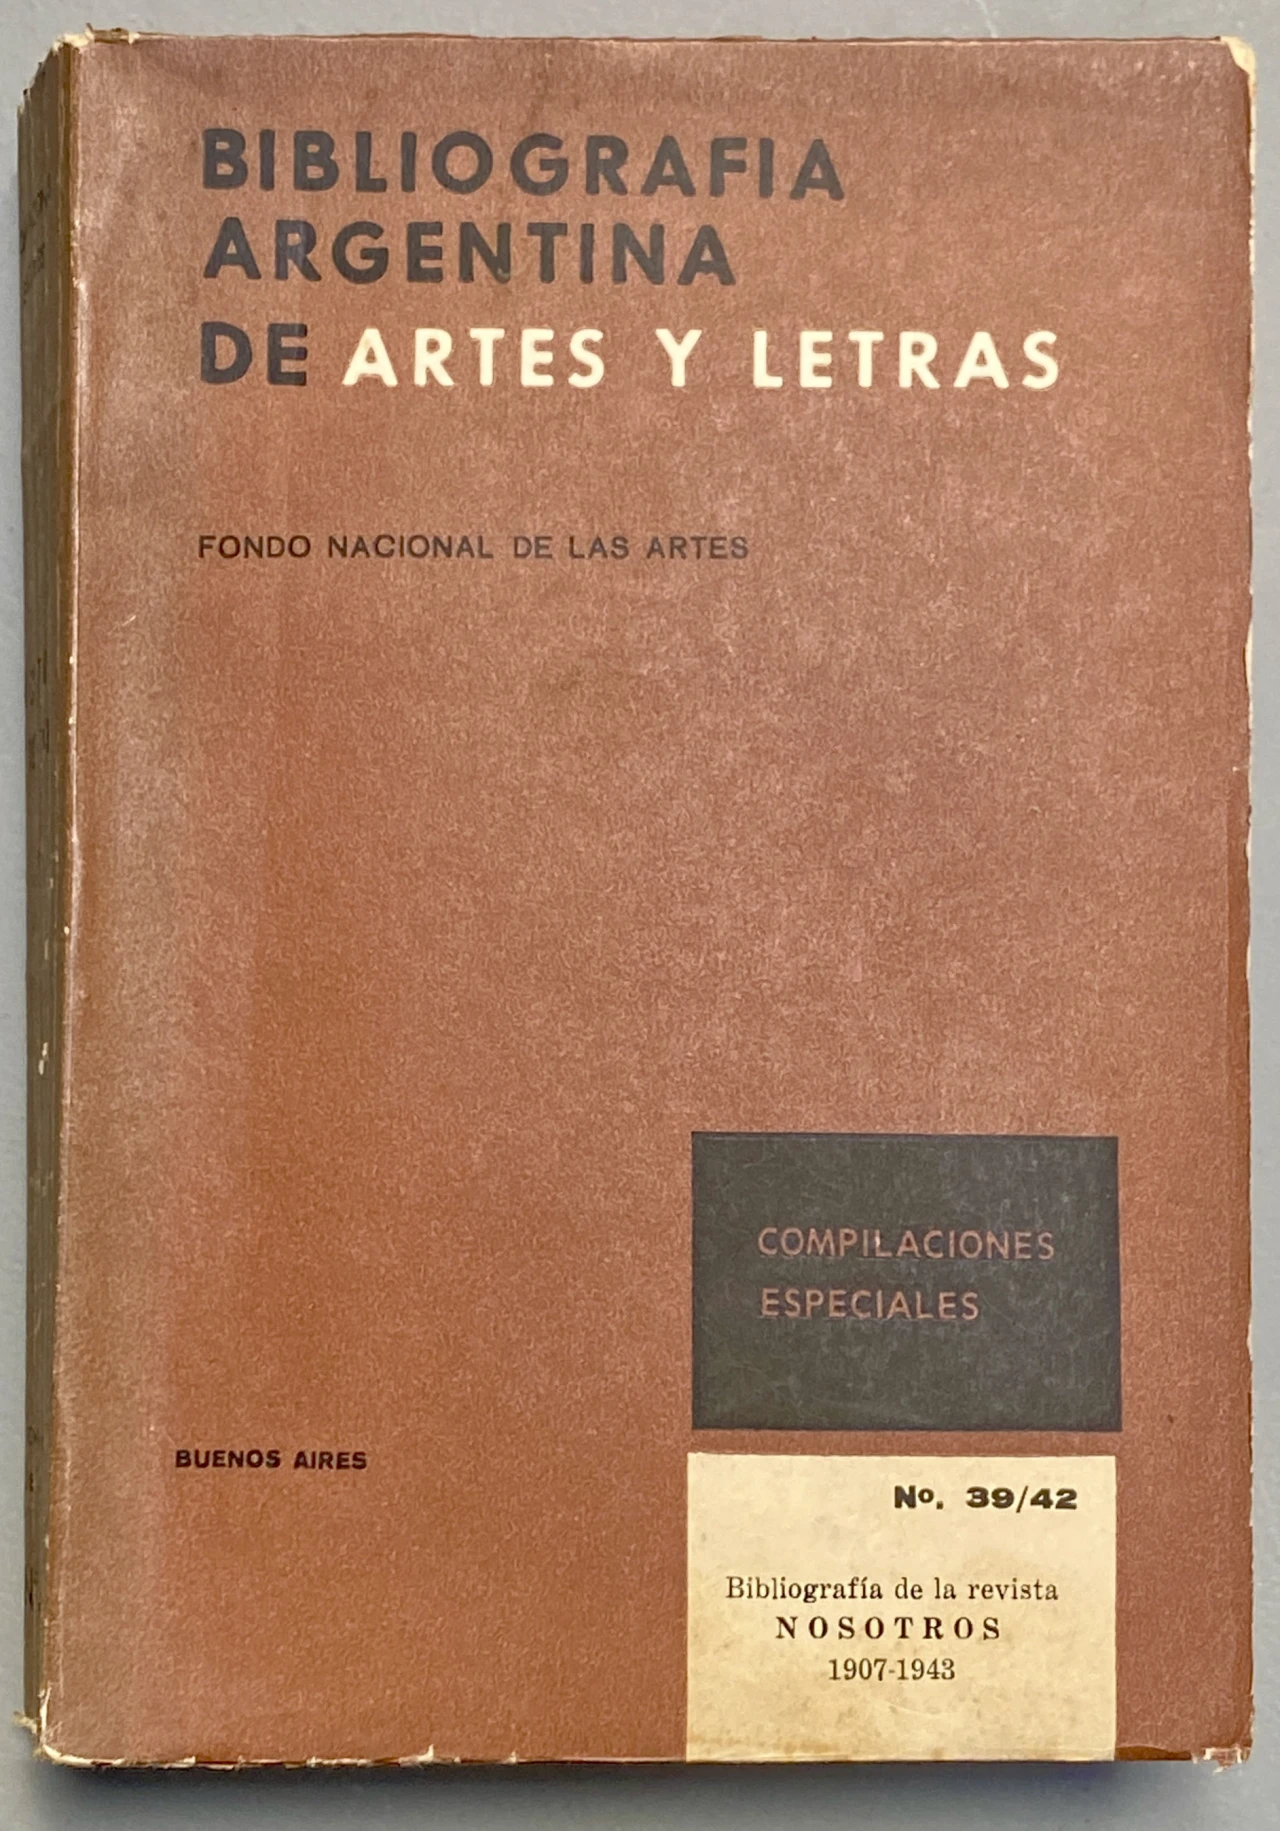 BIBLIOGRAFIA
ARGENTINA
DE ARTES Y LETRAS
FONDO NACIONAL DE LAS ARTES
COMPILACIONES
ESPECIALES
BUENOS AIRES
Nº. 39/42
Bibliografía de la revista
NOSOTROS
1907-1943